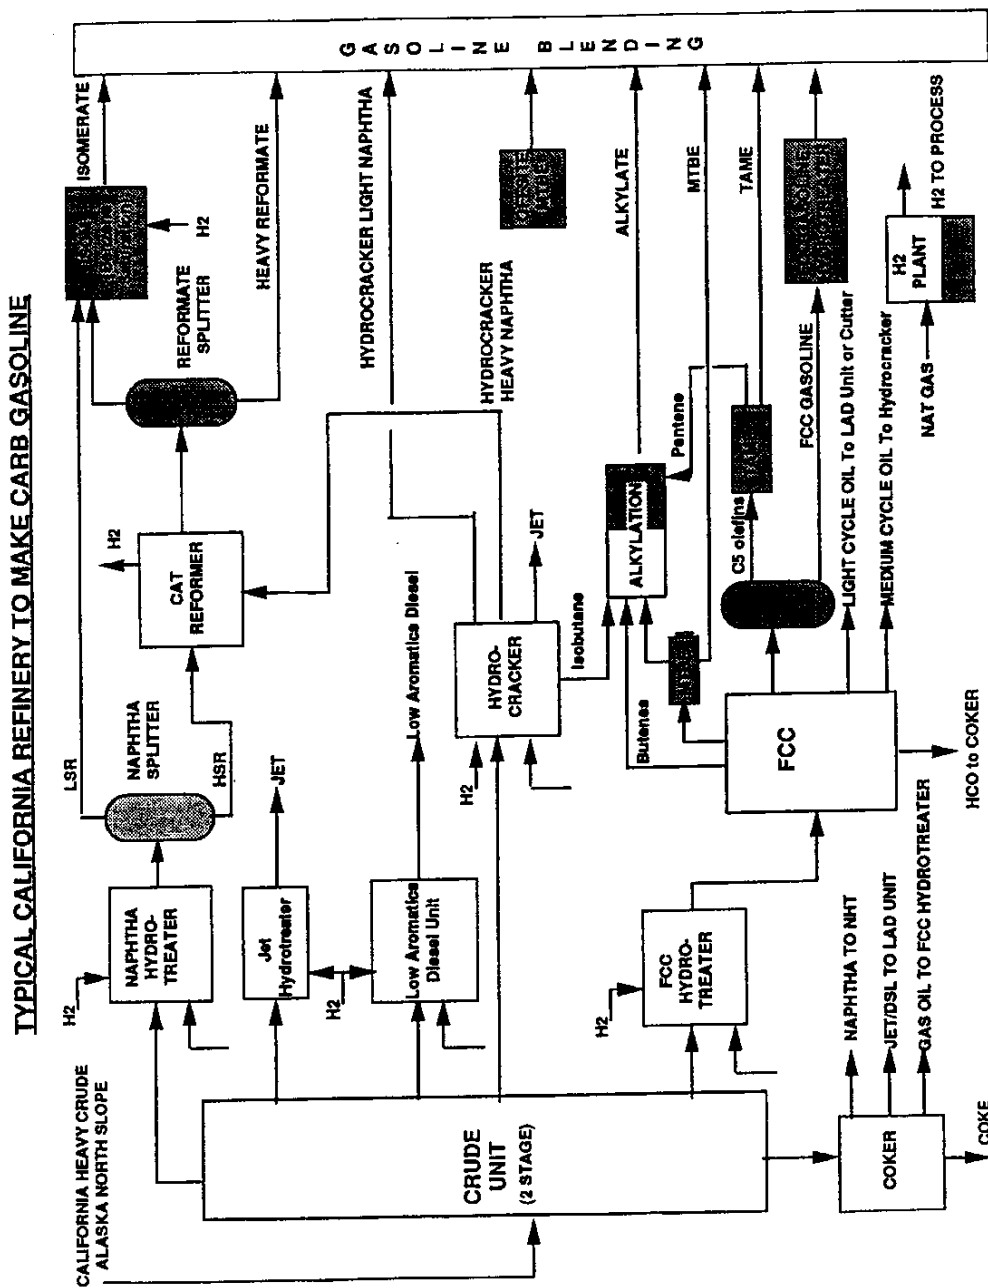 TYPICAL CALIFORNIA REFINERY TO MAKE CARB GASOLINE
CALIFORNIA HEAVY CRUDE
ALASKA NORTH SLOPE
CRUDE
UNIT
(2 STAGE)
H2
NAPHTHA
HYDRO-
TREATER
NAPHTHA
SPLITTER
LSR
HSR
H2
CAT
REFORMER
REFORMATE
SPLITTER
H2
ISOMERATE
HEAVY REFORMATE
Jet
Hydrotreater
JET
H2
Low Aromatics
Diesel Unit
Low Aromatics Diesel
H2
HYDRO-
CRACKER
JET
Isobutane
HYDROCRACKER LIGHT NAPHTHA
HYDROCRACKER
HEAVY NAPHTHA
OFFSITE
MTBE
H2
FCC
HYDRO-
TREATER
FCC
Butenes
MTBE
ALKYLATION
ALKYLATE
MTBE
Pentene
C5 olefins
TAME
TAME
FCC GASOLINE
HYDROTREATER
LIGHT CYCLE OIL To LAD Unit or Cutter
MEDIUM CYCLE OIL To Hydrocracker
HCO to COKER
NAT GAS
H2
PLANT
H2 TO PROCESS
COKER
NAPHTHA TO NHT
JET/DSL TO LAD UNIT
GAS OIL TO FCC HYDROTREATER
COKE
GASOLINE BLENDING